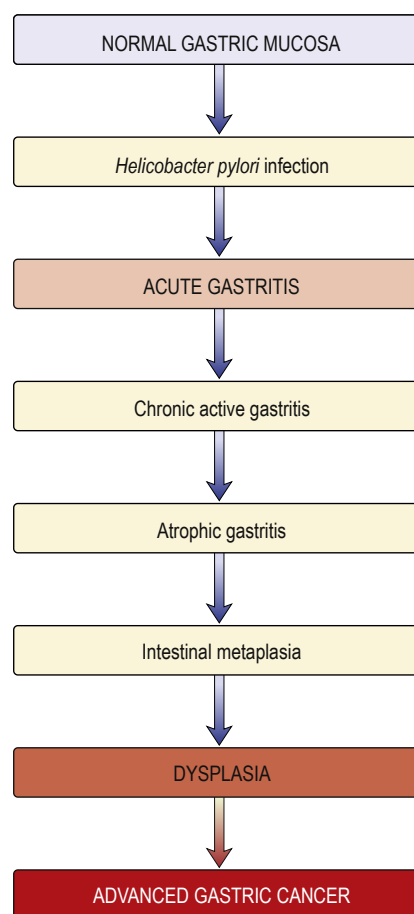 NORMAL GASTRIC MUCOSA
Helicobacter pylori infection
ACUTE GASTRITIS
Chronic active gastritis
Atrophic gastritis
Intestinal metaplasia
DYSPLASIA
ADVANCED GASTRIC CANCER